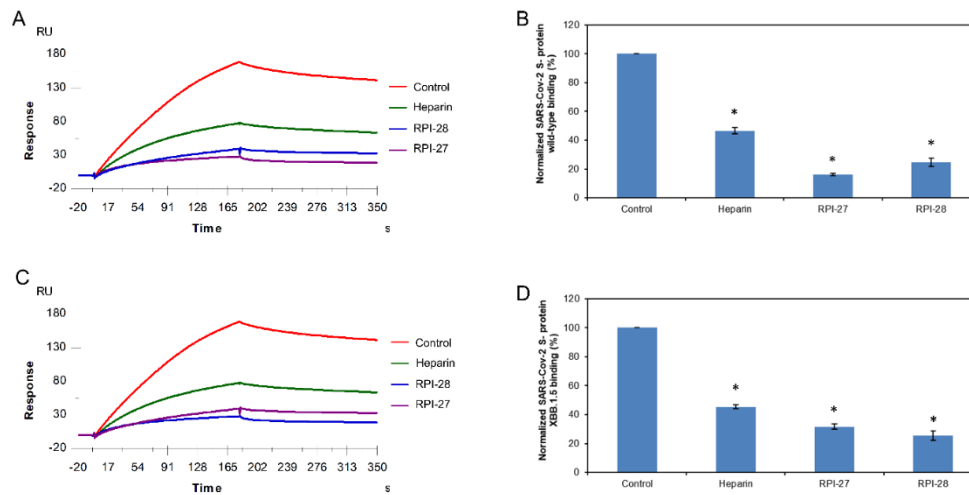 A
RU
180
130
80
30
-20
Response
-20 17 54 91 128 165 202 239 276 313 350
Time s
Control
Heparin
RPI-28
RPI-27
B
Normalized SARS-Cov-2 S- protein
wild-type binding (%)
120
100
80
60
40
20
0
*
*
*
Control Heparin RPI-27 RPI-28
C
RU
180
130
80
30
-20
Response
-20 17 54 91 128 165 202 239 276 313 350
Time s
Control
Heparin
RPI-28
RPI-27
D
Normalized SARS-Cov-2 S- protein
XBB.1.5 binding (%)
120
100
80
60
40
20
0
*
*
*
Control Heparin RPI-27 RPI-28